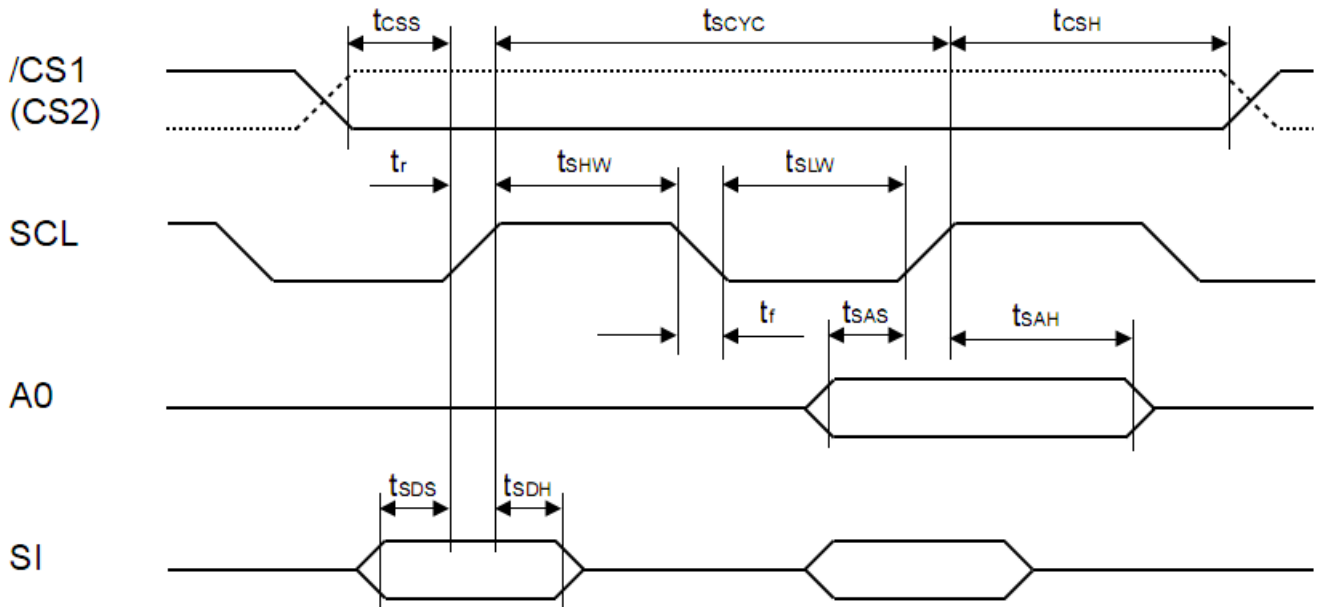 tCSS tSCYC tCSH
/CS1
(CS2)
tr tSHW tSLW
SCL
tf tSAS tSAH
A0
tSDS tSDH
SI